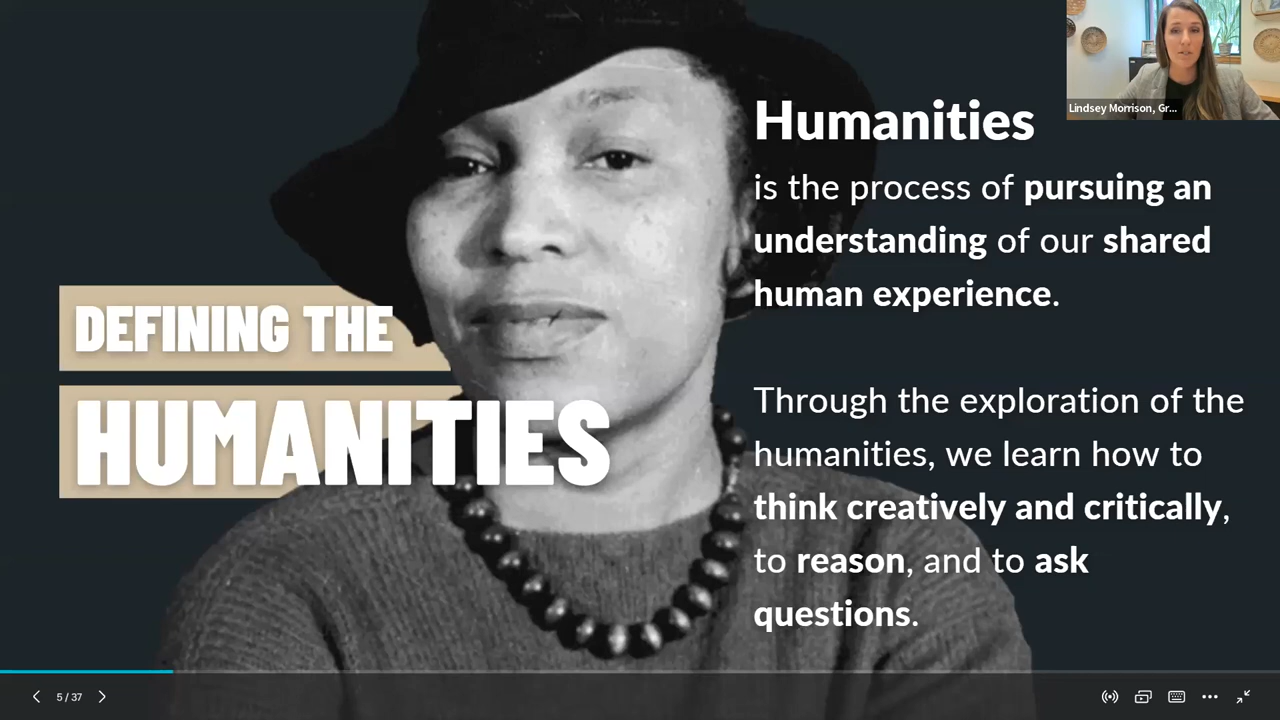 Lindsey Morrison, Gr...
Humanities
is the process of pursuing an
understanding of our shared
human experience.
Through the exploration of the
humanities, we learn how to
think creatively and critically,
to reason, and to ask
questions.
DEFINING THE
HUMANITIES
5 / 37